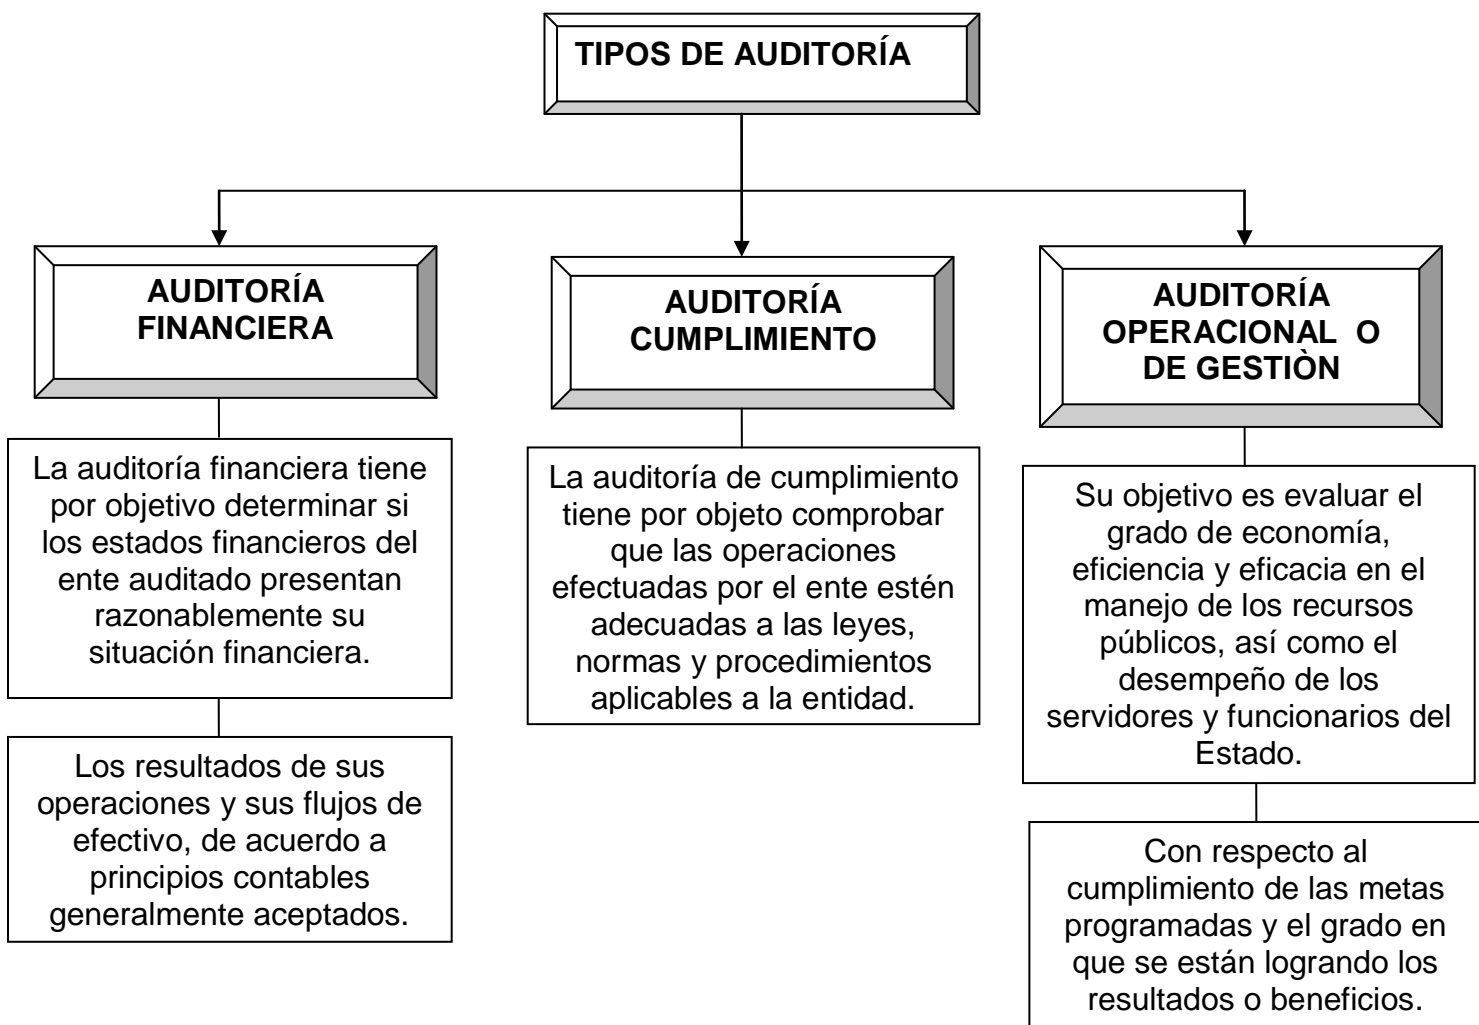 TIPOS DE AUDITORÍA
AUDITORÍA
FINANCIERA
La auditoría financiera tiene
por objetivo determinar si
los estados financieros del
ente auditado presentan
razonablemente su
situación financiera.
Los resultados de sus
operaciones y sus flujos de
efectivo, de acuerdo a
principios contables
generalmente aceptados.
AUDITORÍA
CUMPLIMIENTO
La auditoría de cumplimiento
tiene por objeto comprobar
que las operaciones
efectuadas por el ente estén
adecuadas a las leyes,
normas y procedimientos
aplicables a la entidad.
AUDITORÍA
OPERACIONAL O
DE GESTIÒN
Su objetivo es evaluar el
grado de economía,
eficiencia y eficacia en el
manejo de los recursos
públicos, así como el
desempeño de los
servidores y funcionarios del
Estado.
Con respecto al
cumplimiento de las metas
programadas y el grado en
que se están logrando los
resultados o beneficios.